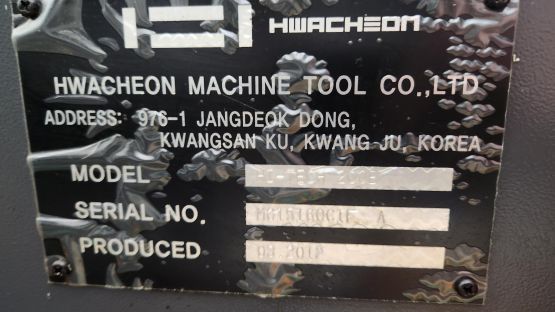 HWACHEON
HWACHEON MACHINE TOOL CO.,LTD
ADDRESS: 976-1 JANGDEOK DONG,
KWANGSAN KU, KWANG JU, KOREA
MODEL
SERIAL NO. A
PRODUCED